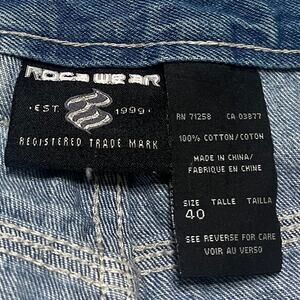 ROCA WEAR
EST. 1999
REGISTERED TRADE MARK
RN 71258 CA 03877
100% COTTON/COTON
MADE IN CHINA/
FABRIQUE EN CHINE
SIZE TALLE TAILLA
40
SEE REVERSE FOR CARE
VOIR AU VERSO